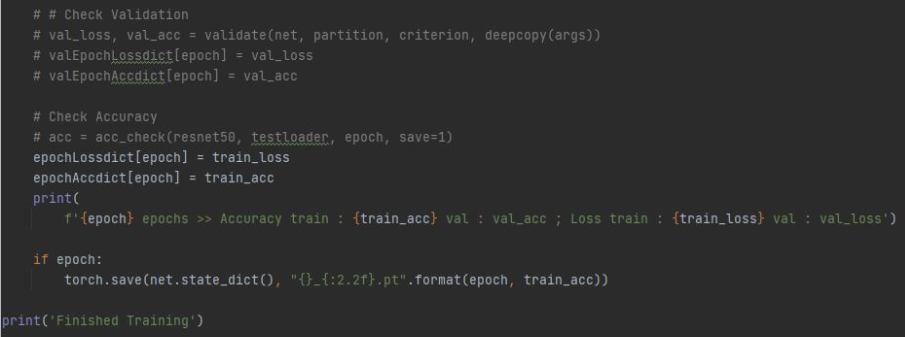 # # Check Validation
# val_loss, val_acc = validate(net, partition, criterion, deepcopy(args))
# valEpochLossdict[epoch] = val_loss
# valEpochAccdict[epoch] = val_acc
# Check Accuracy
# acc = acc_check(resnet50, testloader, epoch, save=1)
epochLossdict[epoch] = train_loss
epochAccdict[epoch] = train_acc
print(
f'{epoch} epochs >> Accuracy train : {train_acc} val : val_acc ; Loss train : {train_loss} val : val_loss')
if epoch:
torch.save(net.state_dict(), "{}_{:2.2f}.pt".format(epoch, train_acc))
print('Finished Training')